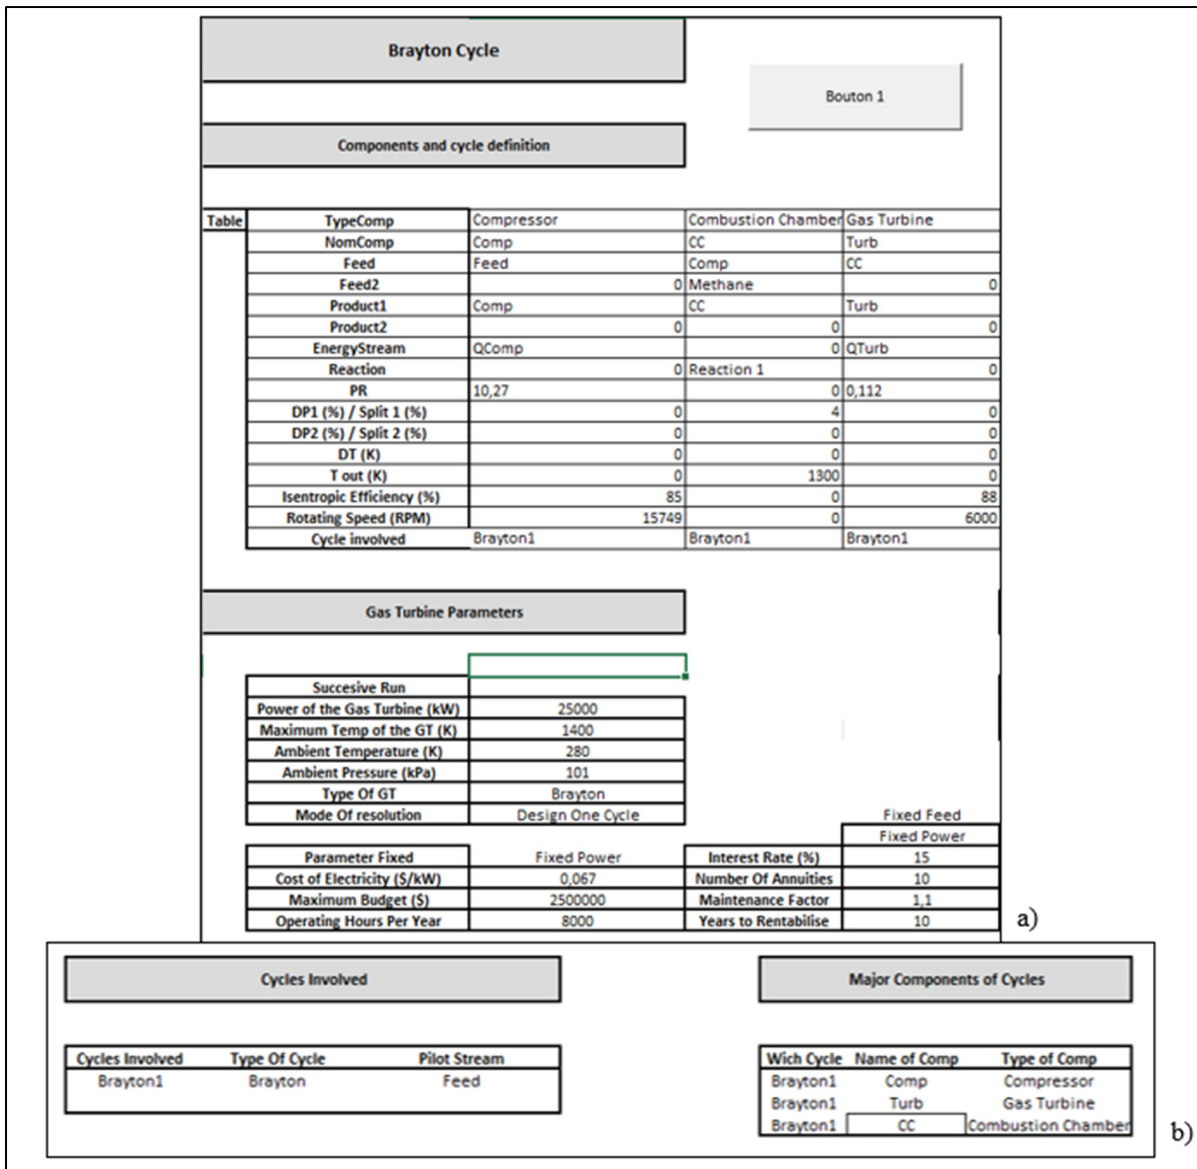 Brayton Cycle
Bouton 1
Components and cycle definition
Table TypeComp Compressor Combustion Chamber Gas Turbine
NomComp Comp CC Turb
Feed Feed Comp CC
Feed2 0 Methane 0
Product1 Comp CC Turb
Product2 0 0 0
EnergyStream QComp 0 QTurb
Reaction 0 Reaction 1 0
PR 10,27 0 0,112
DP1 (%) / Split 1 (%) 0 4 0
DP2 (%) / Split 2 (%) 0 0 0
DT (K) 0 0 0
T out (K) 0 1300 0
Isentropic Efficiency (%) 85 0 88
Rotating Speed (RPM) 15749 0 6000
Cycle involved Brayton1 Brayton1 Brayton1
Gas Turbine Parameters
Succesive Run
Power of the Gas Turbine (kW) 25000
Maximum Temp of the GT (K) 1400
Ambient Temperature (K) 280
Ambient Pressure (kPa) 101
Type Of GT Brayton
Mode Of resolution Design One Cycle Fixed Feed
Fixed Power
Parameter Fixed Fixed Power Interest Rate (%) 15
Cost of Electricity ($/kW) 0,067 Number Of Annuities 10
Maximum Budget ($) 2500000 Maintenance Factor 1,1
Operating Hours Per Year 8000 Years to Rentabilise 10
a)
Cycles Involved Major Components of Cycles
Cycles Involved Type Of Cycle Pilot Stream Wich Cycle Name of Comp Type of Comp
Brayton1 Brayton Feed Brayton1 Comp Compressor
Brayton1 Turb Gas Turbine
Brayton1 CC Combustion Chamber
b)